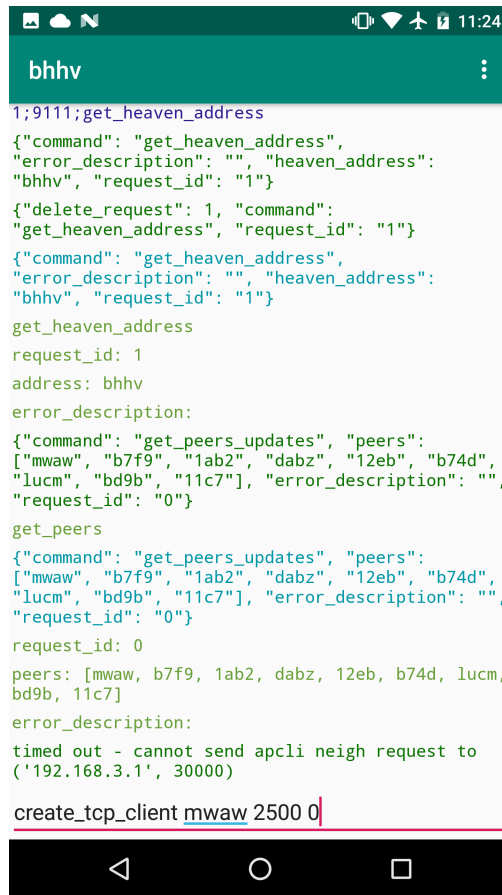 11:24
bhhv
1;9111;get_heaven_address
{"command": "get_heaven_address",
"error_description": "", "heaven_address":
"bhhv", "request_id": "1"}
{"delete_request": 1, "command":
"get_heaven_address", "request_id": "1"}
{"command": "get_heaven_address",
"error_description": "", "heaven_address":
"bhhv", "request_id": "1"}
get_heaven_address
request_id: 1
address: bhhv
error_description:
{"command": "get_peers_updates", "peers":
["mwaw", "b7f9", "1ab2", "dabz", "12eb", "b74d",
"lucm", "bd9b", "11c7"], "error_description": "",
"request_id": "0"}
get_peers
{"command": "get_peers_updates", "peers":
["mwaw", "b7f9", "1ab2", "dabz", "12eb", "b74d",
"lucm", "bd9b", "11c7"], "error_description": "",
"request_id": "0"}
request_id: 0
peers: [mwaw, b7f9, 1ab2, dabz, 12eb, b74d, lucm,
bd9b, 11c7]
error_description:
timed out - cannot send apcli neigh request to
('192.168.3.1', 30000)
create_tcp_client mwaw 2500 0